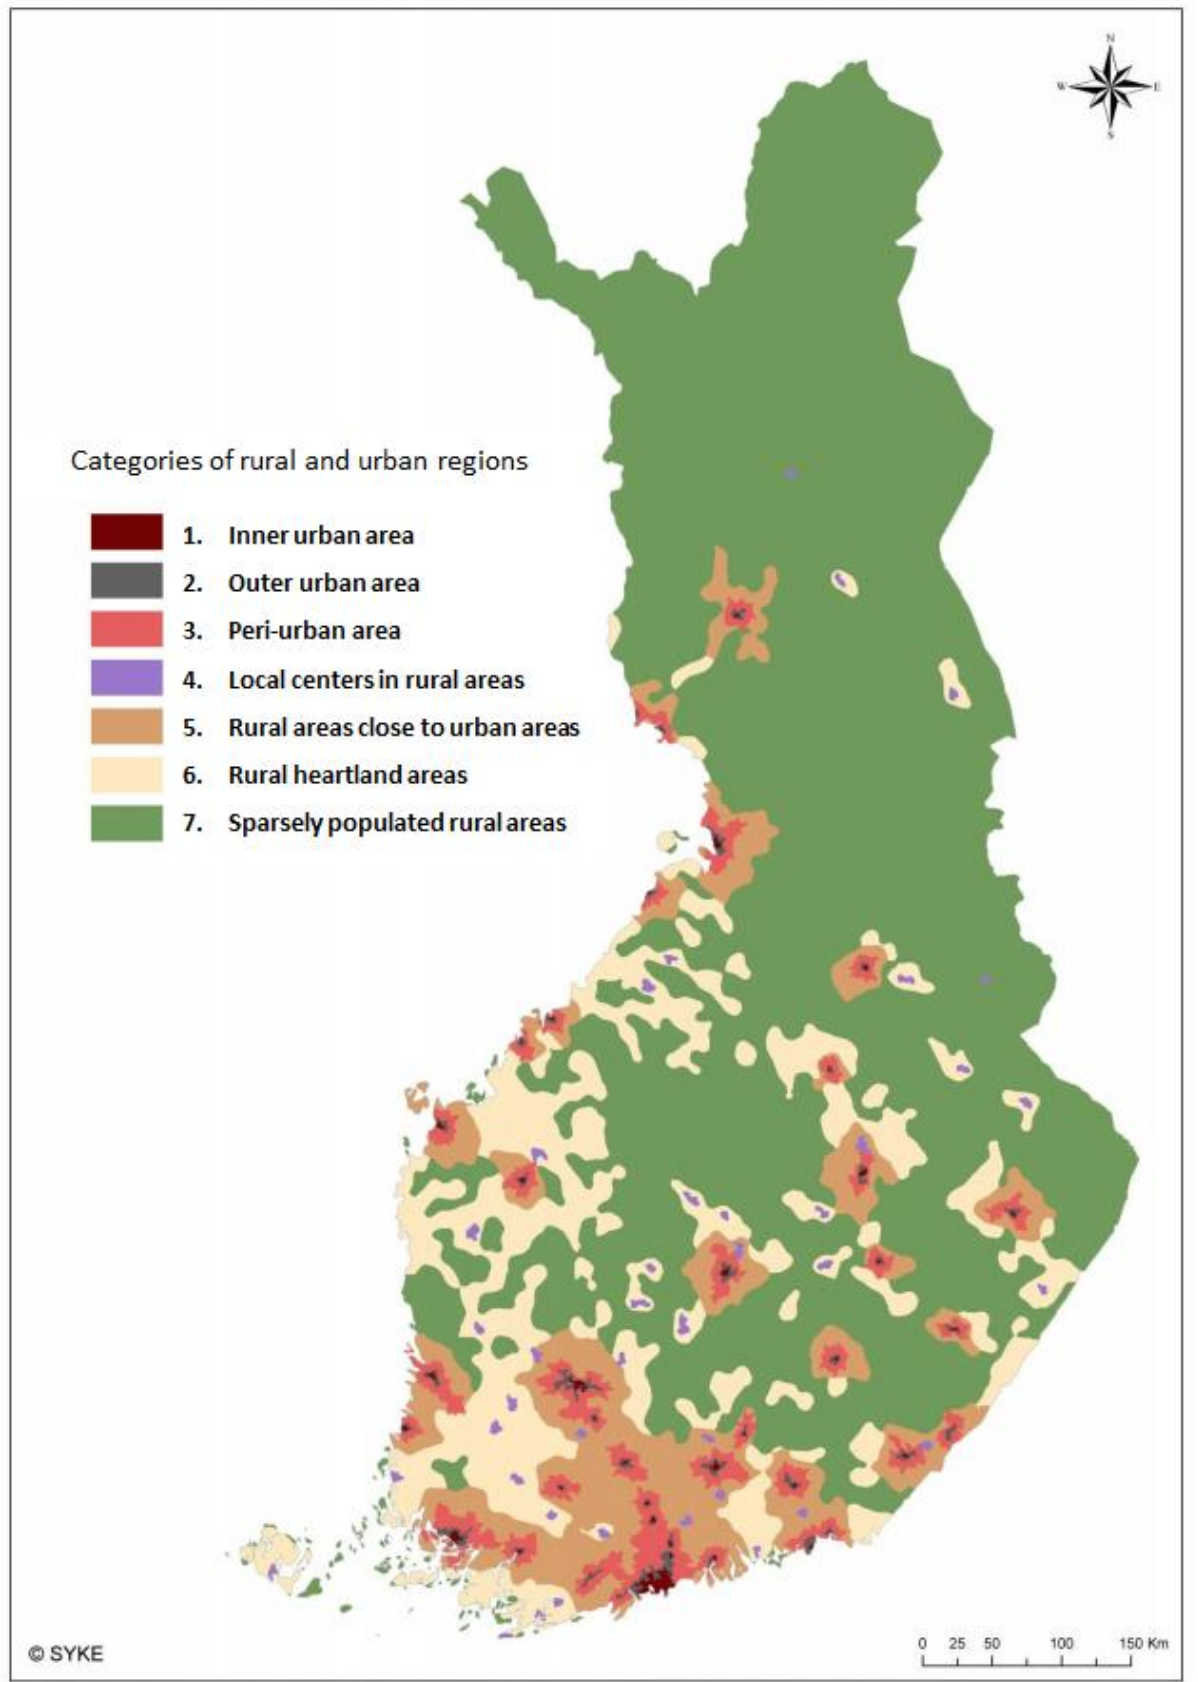 N
W E
S
Categories of rural and urban regions
1. Inner urban area
2. Outer urban area
3. Peri-urban area
4. Local centers in rural areas
5. Rural areas close to urban areas
6. Rural heartland areas
7. Sparsely populated rural areas
© SYKE
0 25 50 100 150 Km